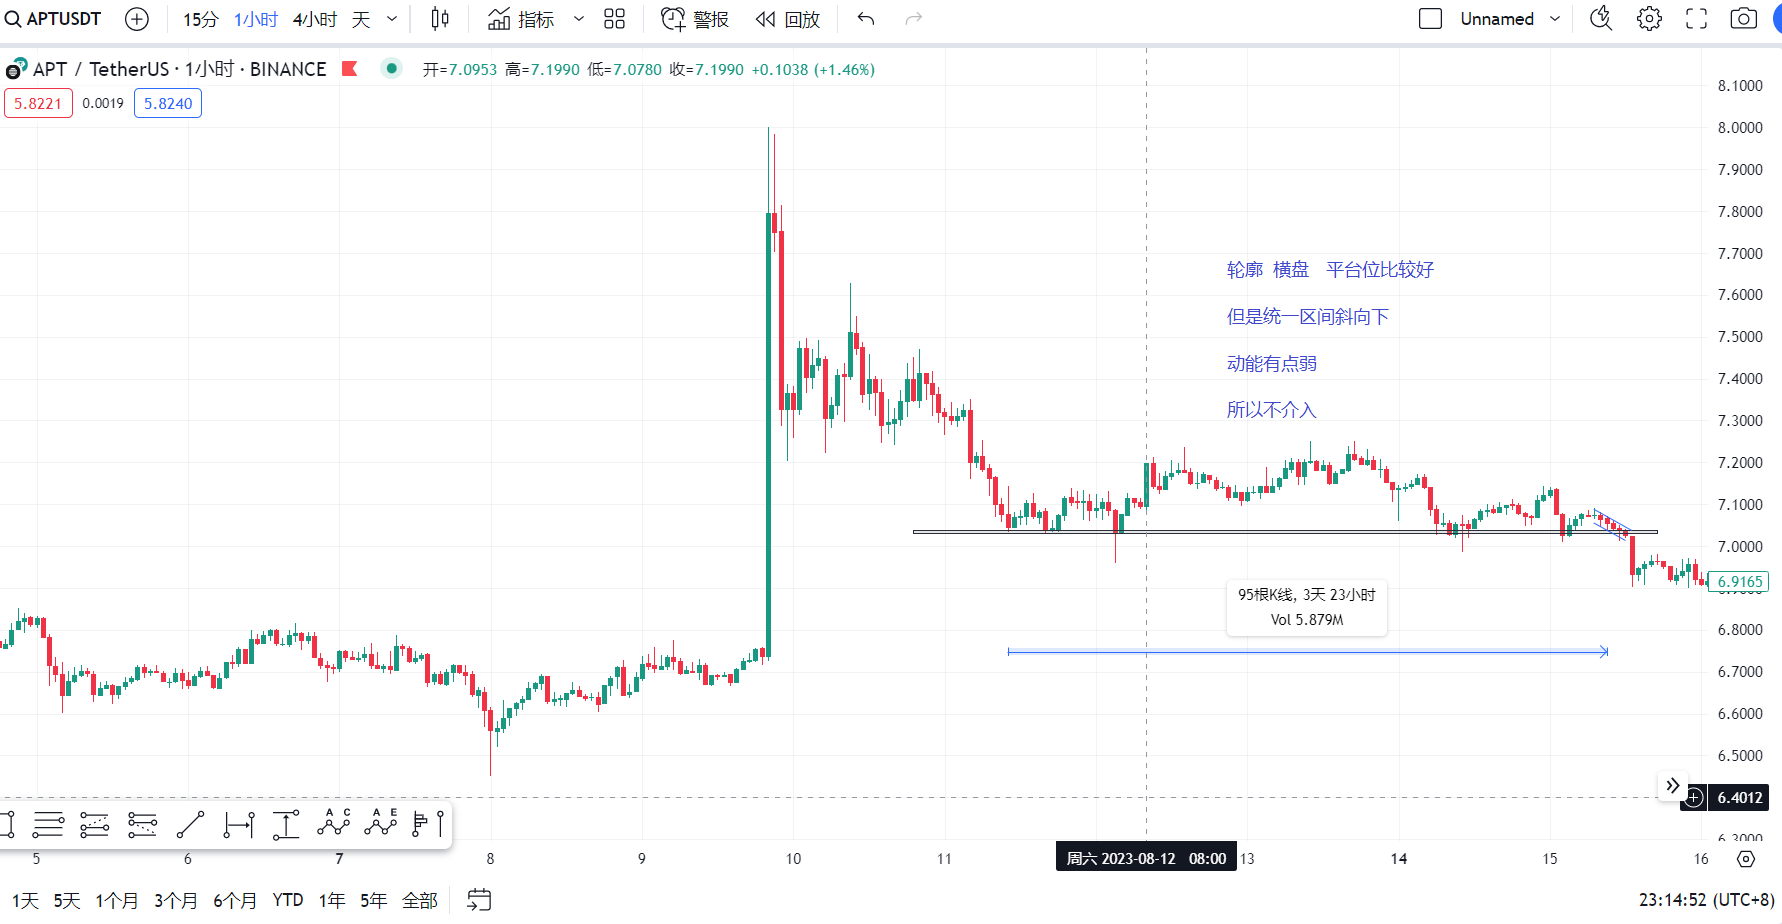 APTUSDT 15分 1小时 4小时 天 指标 警报 回放 Unnamed
APT / TetherUS · 1小时 · BINANCE 开=7.0953 高=7.1990 低=7.0780 收=7.1990 +0.1038 (+1.46%)
5.8221 0.0019 5.8240
8.1000
8.0000
7.9000
7.8000
7.7000
7.6000
7.5000
7.4000
7.3000
7.2000
7.1000
7.0000
6.9165
6.8000
6.7000
6.6000
6.5000
6.4012
6.3000
轮廓 横盘 平台位比较好
但是统一区间斜向下
动能有点弱
所以不介入
95根K线, 3天 23小时
Vol 5.879M
A C
A E
5 6 7 8 9 10 11 周六 2023-08-12 08:00 13 14 15 16
1天 5天 1个月 3个月 6个月 YTD 1年 5年 全部 23:14:52 (UTC+8)